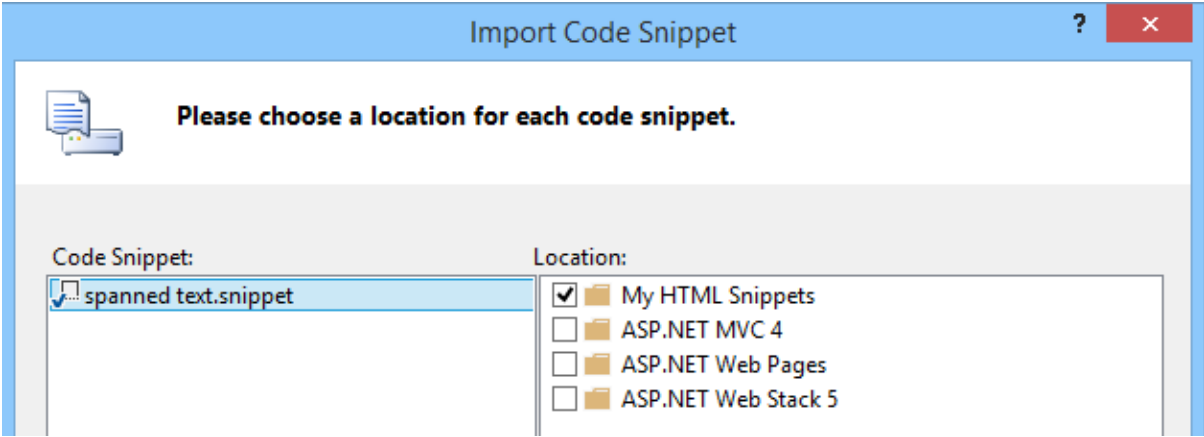 Import Code Snippet
?
Please choose a location for each code snippet.
Code Snippet:
Location:
spanned text.snippet
My HTML Snippets
ASP.NET MVC 4
ASP.NET Web Pages
ASP.NET Web Stack 5